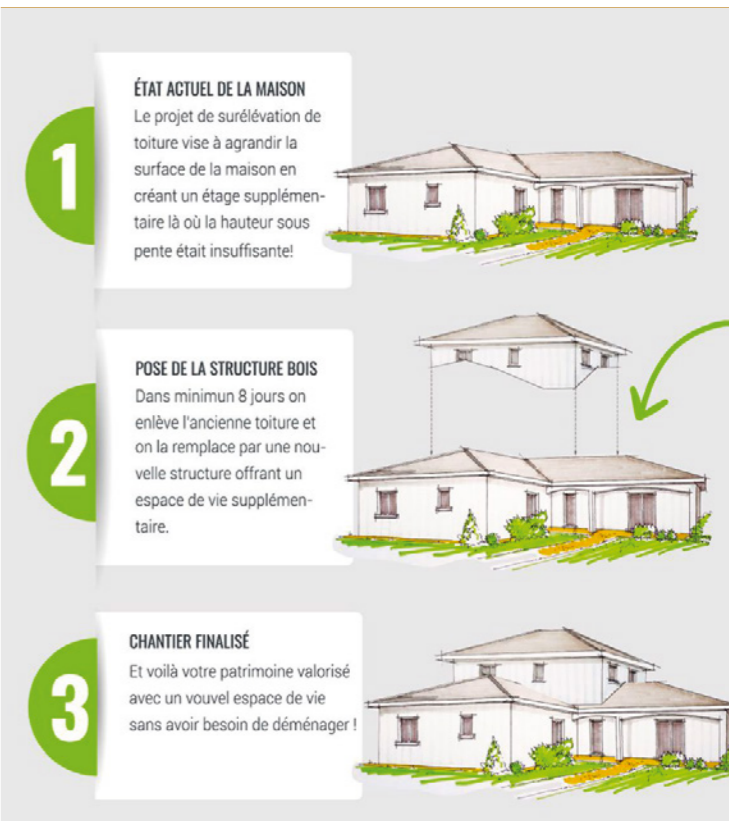 1
ÉTAT ACTUEL DE LA MAISON
Le projet de surélévation de
toiture vise à agrandir la
surface de la maison en
créant un étage supplémen-
taire là où la hauteur sous
pente était insuffisante!
2
POSE DE LA STRUCTURE BOIS
Dans minimun 8 jours on
enlève l'ancienne toiture et
on la remplace par une nou-
velle structure offrant un
espace de vie supplémen-
taire.
3
CHANTIER FINALISÉ
Et voilà votre patrimoine valorisé
avec un vouvel espace de vie
sans avoir besoin de déménager !